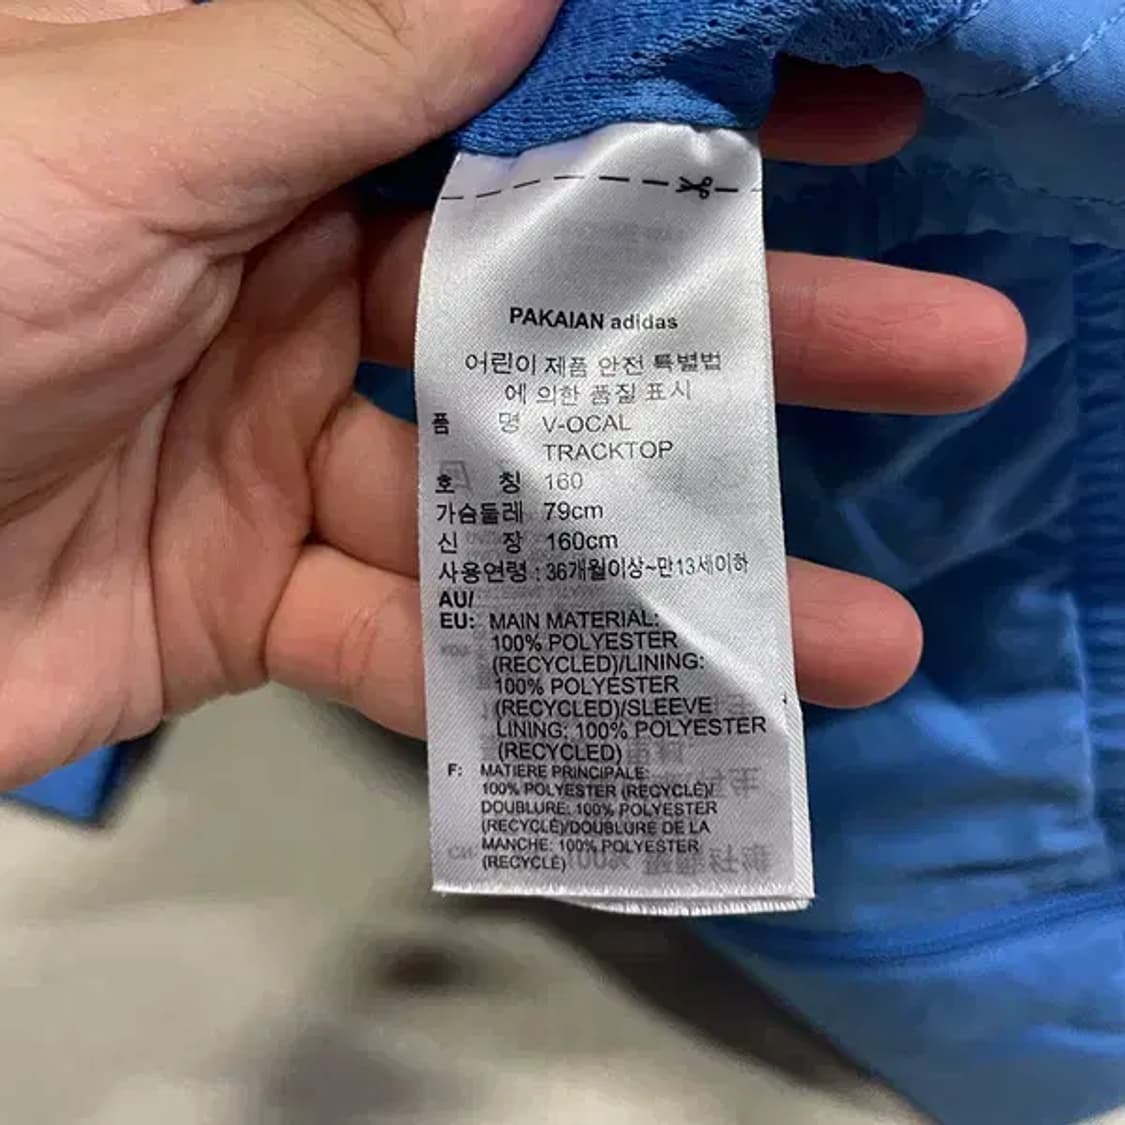 PAKAIAN adidas
어린이 제품 안전 특별법
에 의한 품질 표시
품 명 V-OCAL
TRACKTOP
호 칭 160
가슴둘레 79cm
신 장 160cm
사용연령 : 36개월이상~만13세이하
AU/
EU: MAIN MATERIAL:
100% POLYESTER
(RECYCLED)/LINING:
100% POLYESTER
(RECYCLED)/SLEEVE
LINING: 100% POLYESTER
(RECYCLED)
F: MATIERE PRINCIPALE:
100% POLYESTER (RECYCLÉ)/
DOUBLURE: 100% POLYESTER
(RECYCLÉ)/DOUBLURE DE LA
MANCHE: 100% POLYESTER
(RECYCLÉ)